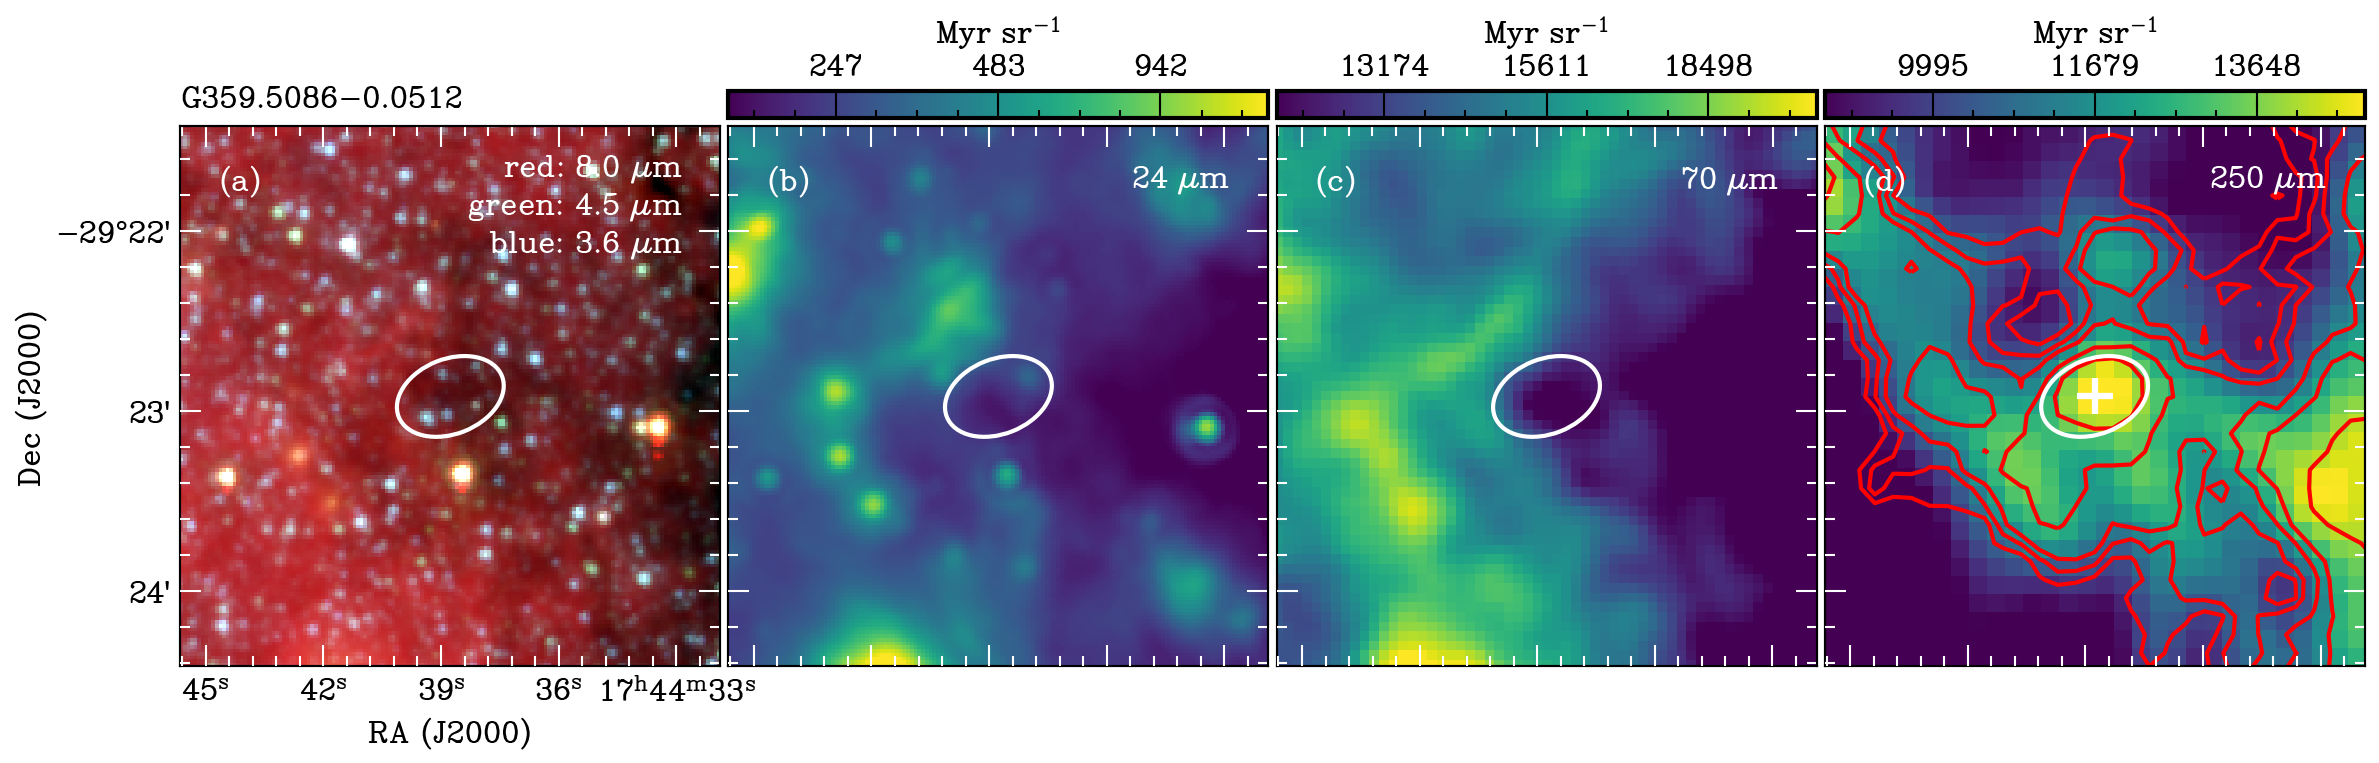 Myr sr⁻¹ Myr sr⁻¹ Myr sr⁻¹
247 483 942 13174 15611 18498 9995 11679 13648
G359.5086−0.0512
(a) red: 8.0 μm
green: 4.5 μm
blue: 3.6 μm
(b) 24 μm
(c) 70 μm
(d) 250 μm
−29°22'
23'
24'
Dec (J2000)
45ˢ 42ˢ 39ˢ 36ˢ 17ʰ44ᵐ33ˢ
RA (J2000)